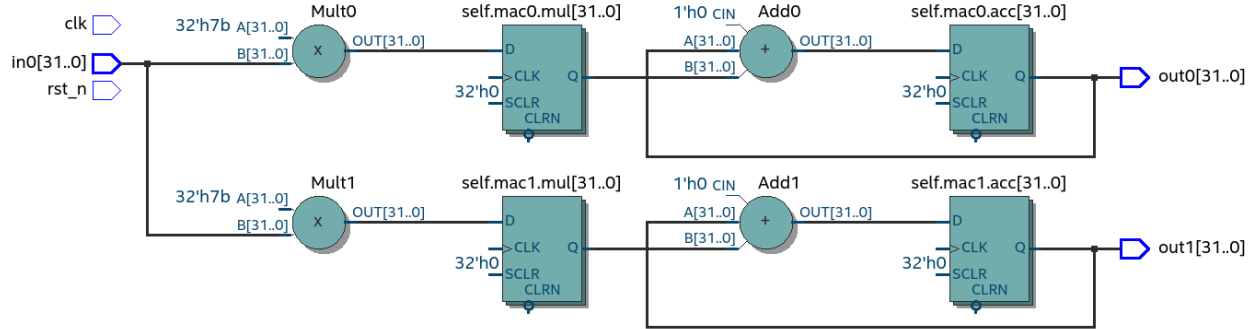 Mult0
self.mac0.mul[31..0]
1'h0 CIN
Add0
self.mac0.acc[31..0]
clk
32'h7b A[31..0]
B[31..0]
x
OUT[31..0]
D
CLK
Q
32'h0
SCLR
CLRN
A[31..0]
B[31..0]
+
OUT[31..0]
D
CLK
Q
32'h0
SCLR
CLRN
in0[31..0]
out0[31..0]
rst_n
Mult1
self.mac1.mul[31..0]
1'h0 CIN
Add1
self.mac1.acc[31..0]
32'h7b A[31..0]
B[31..0]
x
OUT[31..0]
D
CLK
Q
32'h0
SCLR
CLRN
A[31..0]
B[31..0]
+
OUT[31..0]
D
CLK
Q
32'h0
SCLR
CLRN
out1[31..0]